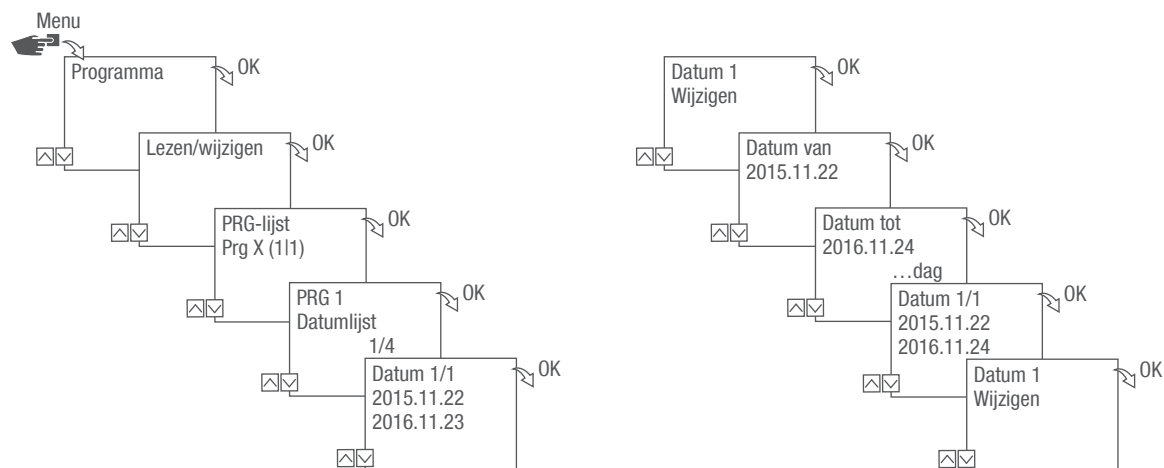 Menu
Programma
OK
Lezen/wijzigen
OK
PRG-lijst
Prg X (1|1)
OK
PRG 1
Datumlijst
OK
1/4
Datum 1/1
2015.11.22
2016.11.23
OK
Datum 1
Wijzigen
OK
Datum van
2015.11.22
OK
Datum tot
2016.11.24
OK
…dag
Datum 1/1
2015.11.22
2016.11.24
OK
Datum 1
Wijzigen
OK